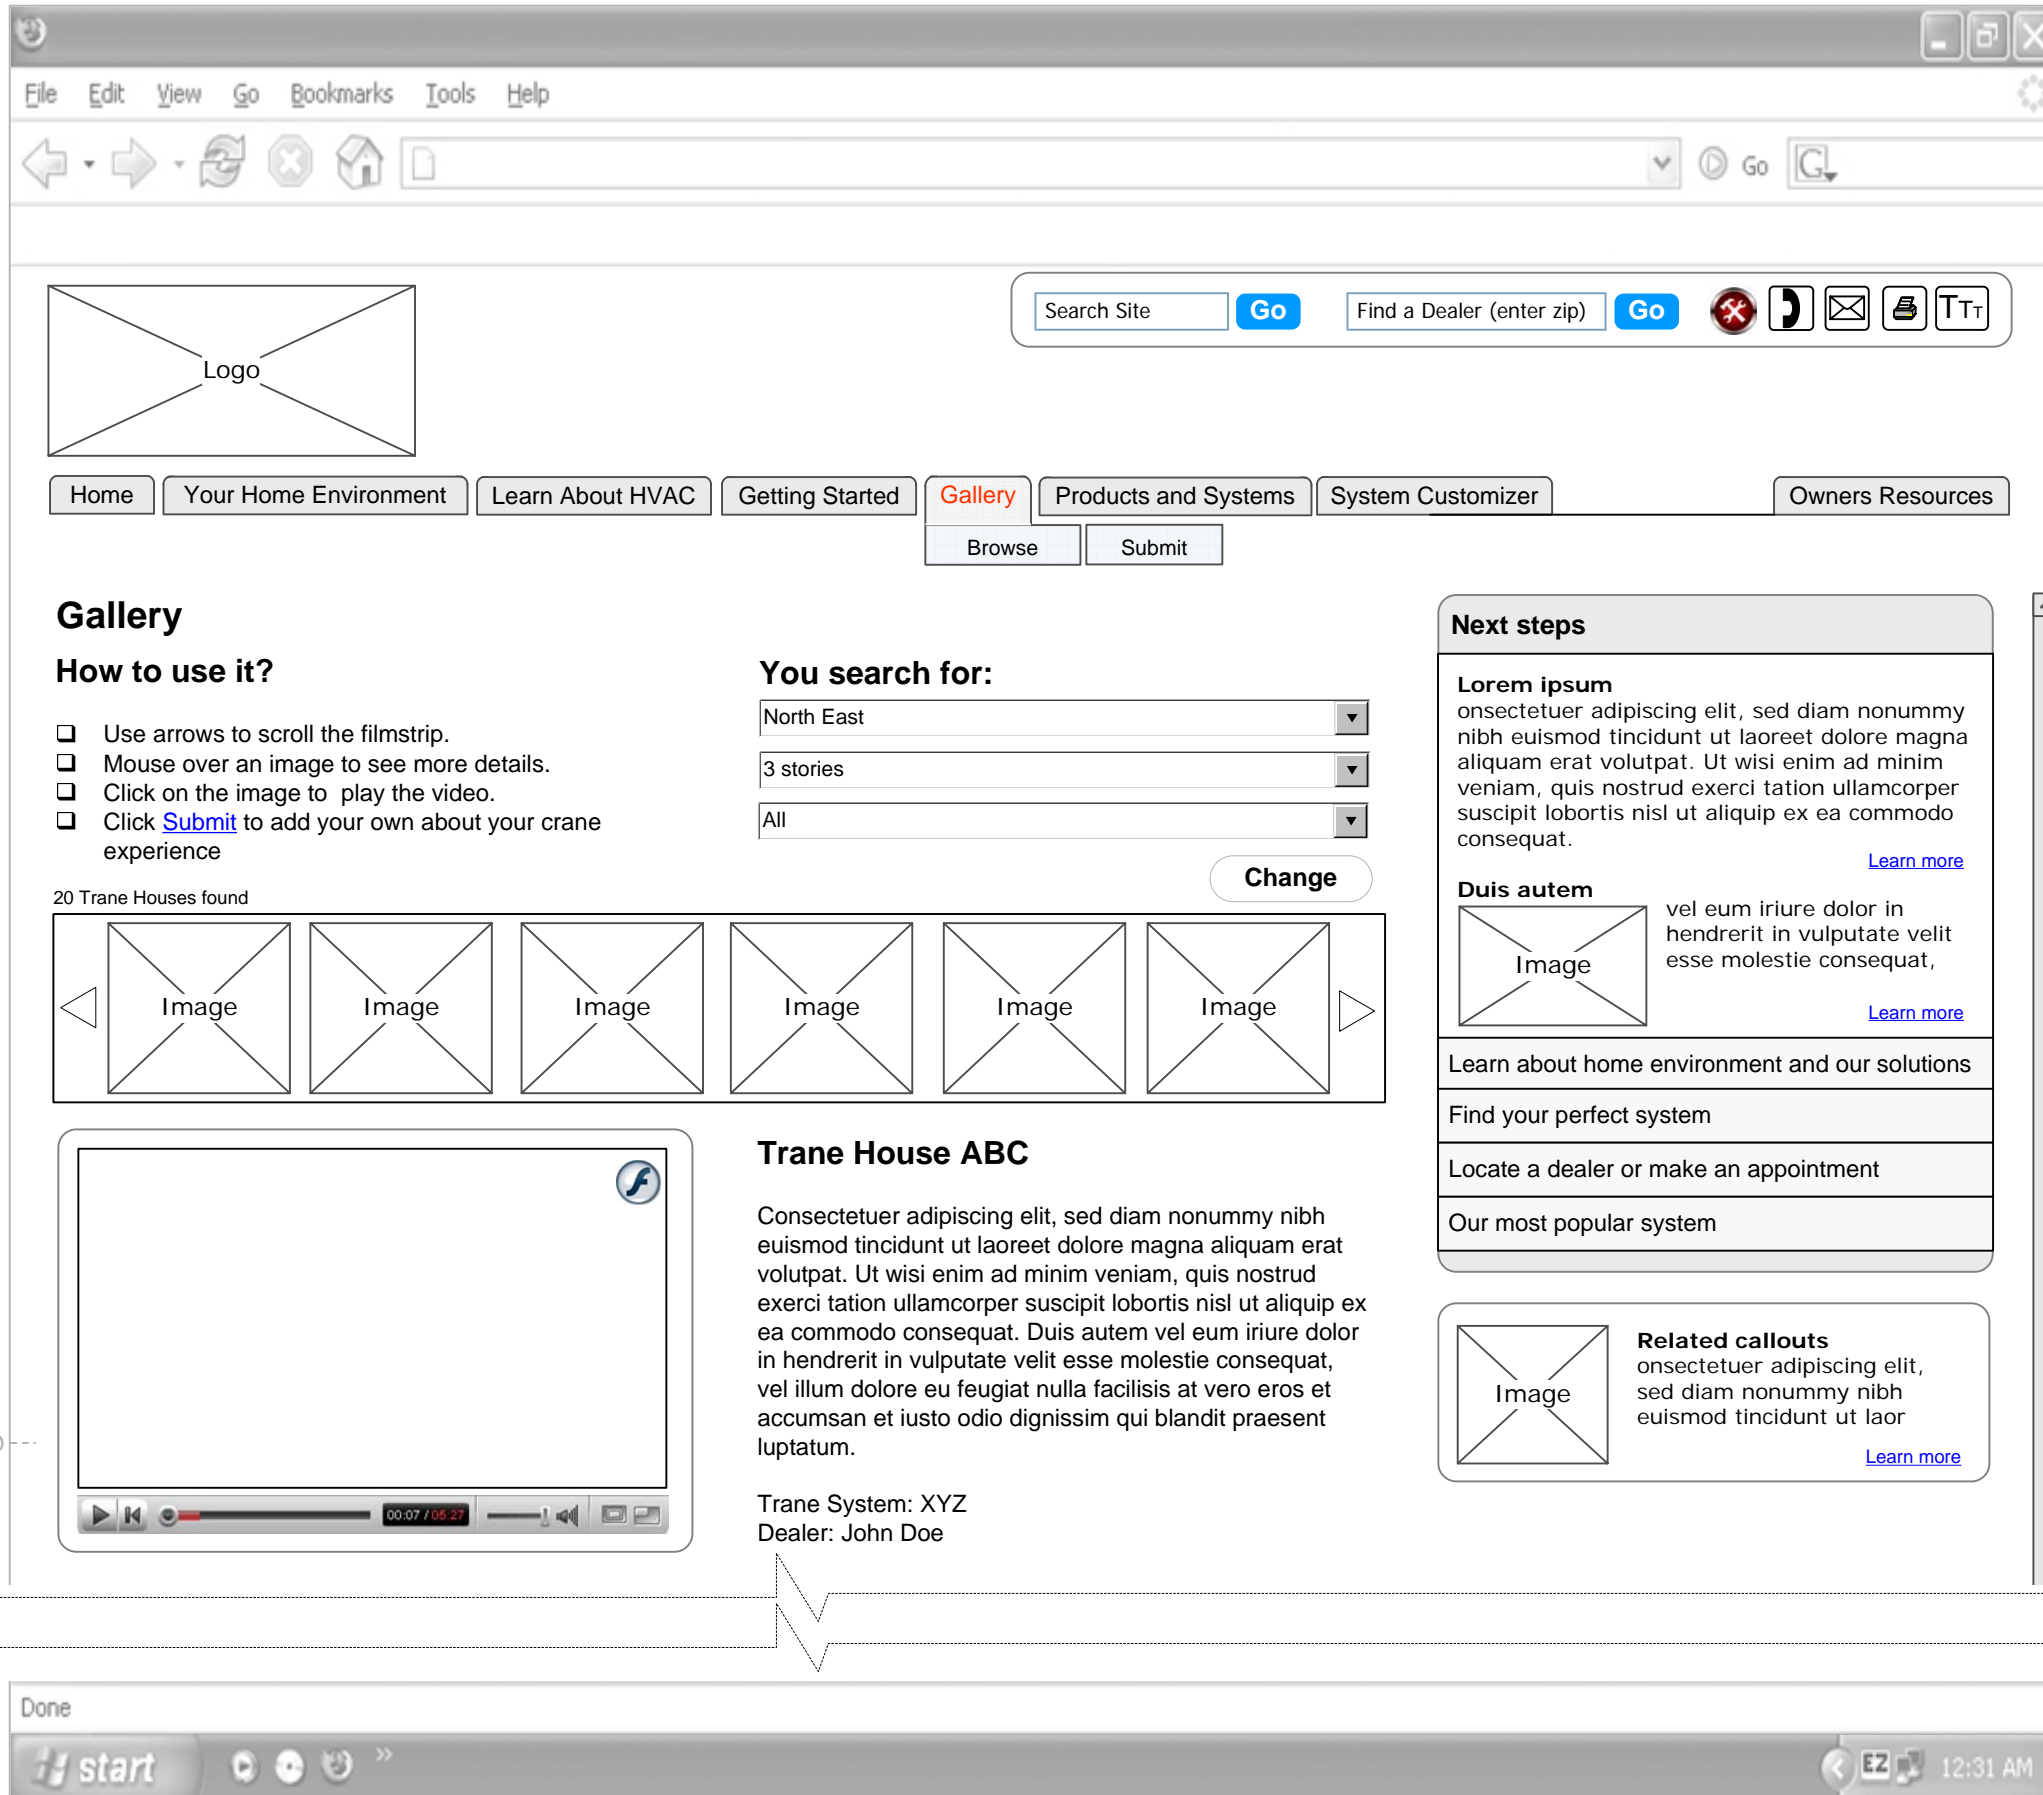 File Edit View Go Bookmarks Tools Help
Go G
Search Site Go Find a Dealer (enter zip) Go TTT
Logo
Home Your Home Environment Learn About HVAC Getting Started Gallery Products and Systems System Customizer Owners Resources
Browse Submit
Gallery
How to use it?
Use arrows to scroll the filmstrip.
Mouse over an image to see more details.
Click on the image to play the video.
Click Submit to add your own about your crane
experience
You search for:
North East
3 stories
All
Change
20 Trane Houses found
Image Image Image Image Image Image
00:07 / 05:27
Trane House ABC
Consectetuer adipiscing elit, sed diam nonummy nibh
euismod tincidunt ut laoreet dolore magna aliquam erat
volutpat. Ut wisi enim ad minim veniam, quis nostrud
exerci tation ullamcorper suscipit lobortis nisl ut aliquip ex
ea commodo consequat. Duis autem vel eum iriure dolor
in hendrerit in vulputate velit esse molestie consequat,
vel illum dolore eu feugiat nulla facilisis at vero eros et
accumsan et iusto odio dignissim qui blandit praesent
luptatum.
Trane System: XYZ
Dealer: John Doe
Next steps
Lorem ipsum
onsectetuer adipiscing elit, sed diam nonummy
nibh euismod tincidunt ut laoreet dolore magna
aliquam erat volutpat. Ut wisi enim ad minim
veniam, quis nostrud exerci tation ullamcorper
suscipit lobortis nisl ut aliquip ex ea commodo
consequat.
Learn more
Duis autem
Image
vel eum iriure dolor in
hendrerit in vulputate velit
esse molestie consequat,
Learn more
Learn about home environment and our solutions
Find your perfect system
Locate a dealer or make an appointment
Our most popular system
Image
Related callouts
onsectetuer adipiscing elit,
sed diam nonummy nibh
euismod tincidunt ut laor
Learn more
Done
start EZ 12:31 AM